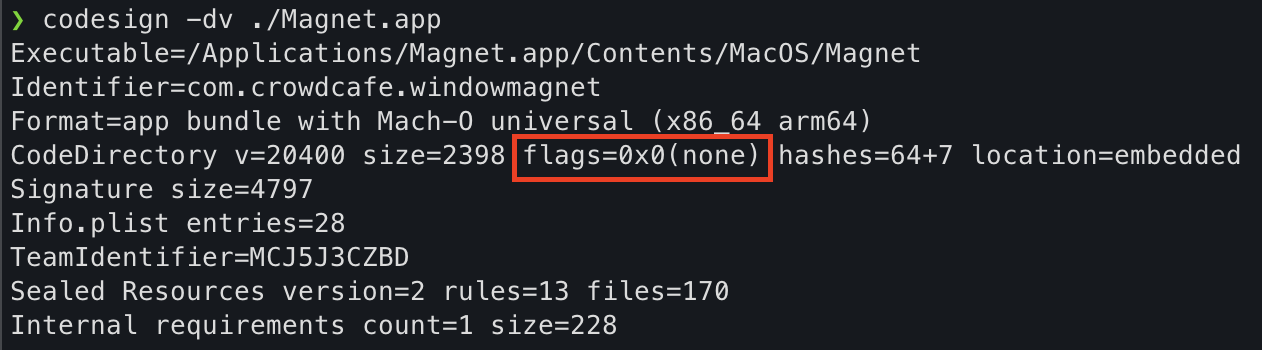 ❯ codesign -dv ./Magnet.app
Executable=/Applications/Magnet.app/Contents/MacOS/Magnet
Identifier=com.crowdcafe.windowmagnet
Format=app bundle with Mach-O universal (x86_64 arm64)
CodeDirectory v=20400 size=2398 flags=0x0(none) hashes=64+7 location=embedded
Signature size=4797
Info.plist entries=28
TeamIdentifier=MCJ5J3CZBD
Sealed Resources version=2 rules=13 files=170
Internal requirements count=1 size=228